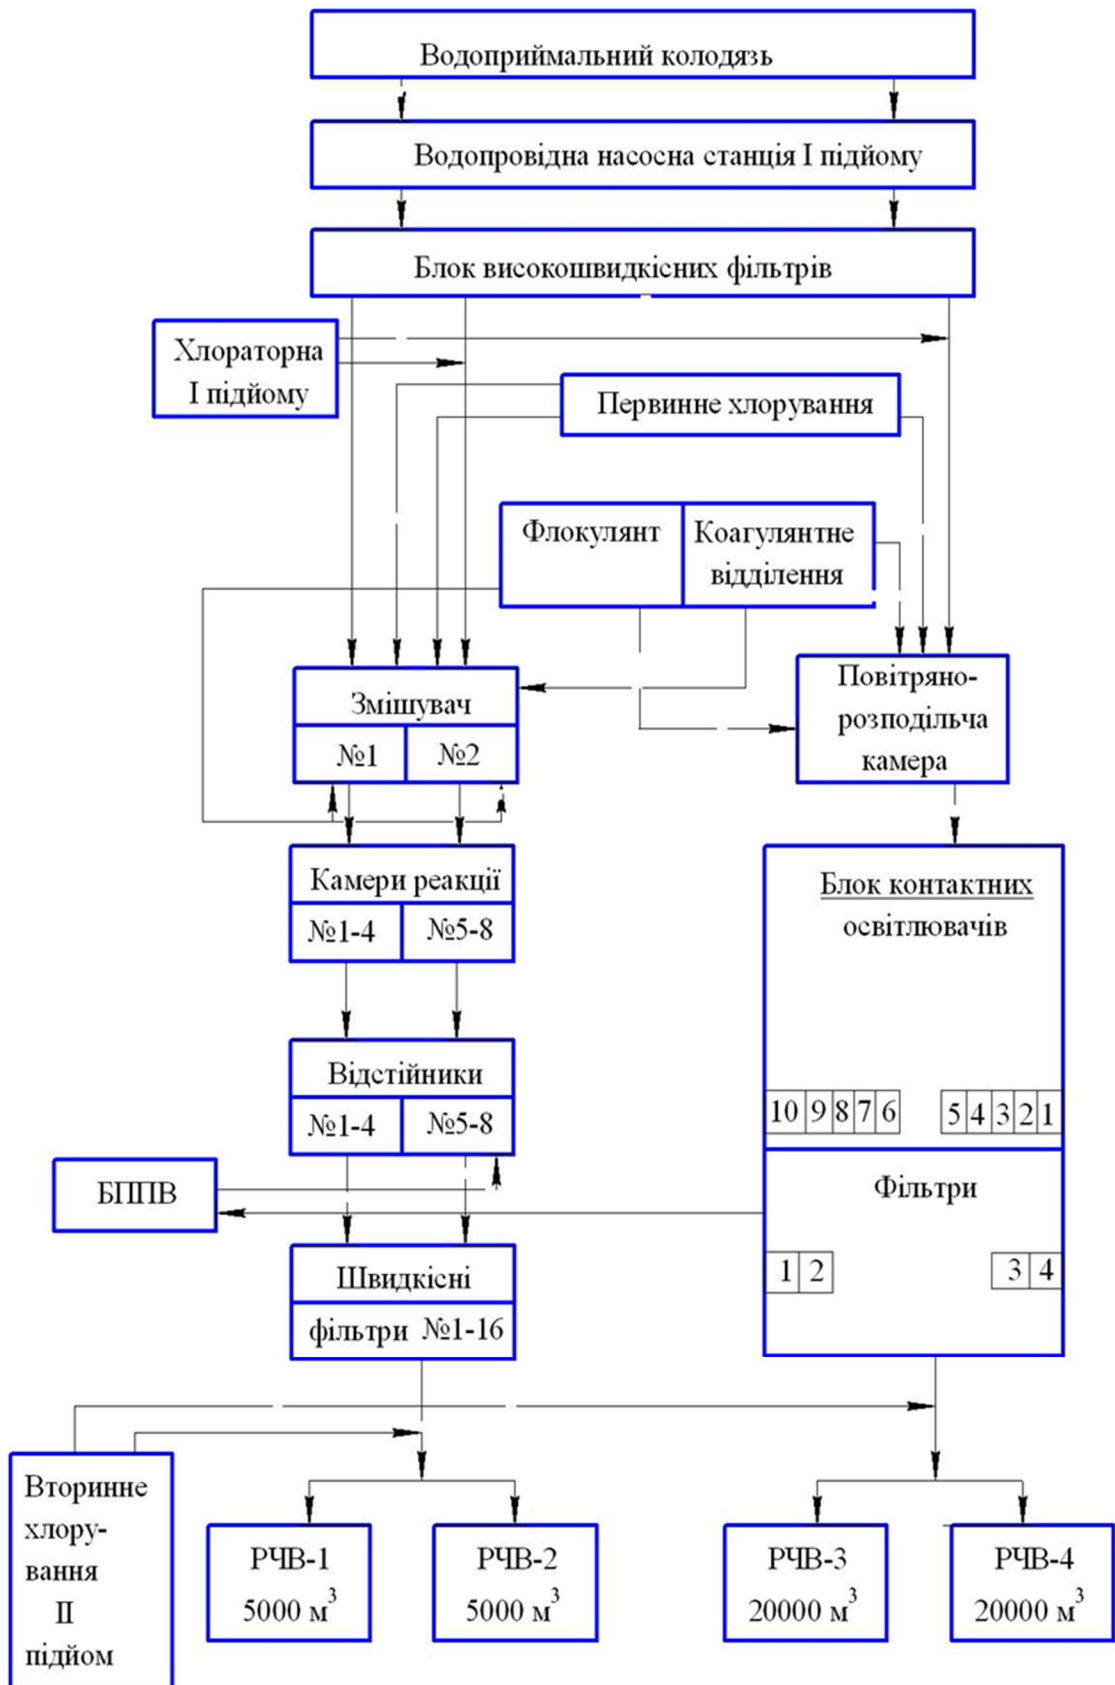 Водоприймальний колодязь
Водопровідна насосна станція І підйому
Блок високошвидкісних фільтрів
Хлораторна
І підйому
Первинне хлорування
Флокулянт
Коагулянтне
відділення
Змішувач
№1
№2
Повітряно-
розподільча
камера
Камери реакції
№1-4
№5-8
Блок контактних
освітлювачів
Відстійники
№1-4
№5-8
10 9 8 7 6
5 4 3 2 1
БППВ
Фільтри
1 2
3 4
Швидкісні
фільтри №1-16
Вторинне
хлору-
вання
ІІ
підйом
РЧВ-1
5000 м³
РЧВ-2
5000 м³
РЧВ-3
20000 м³
РЧВ-4
20000 м³